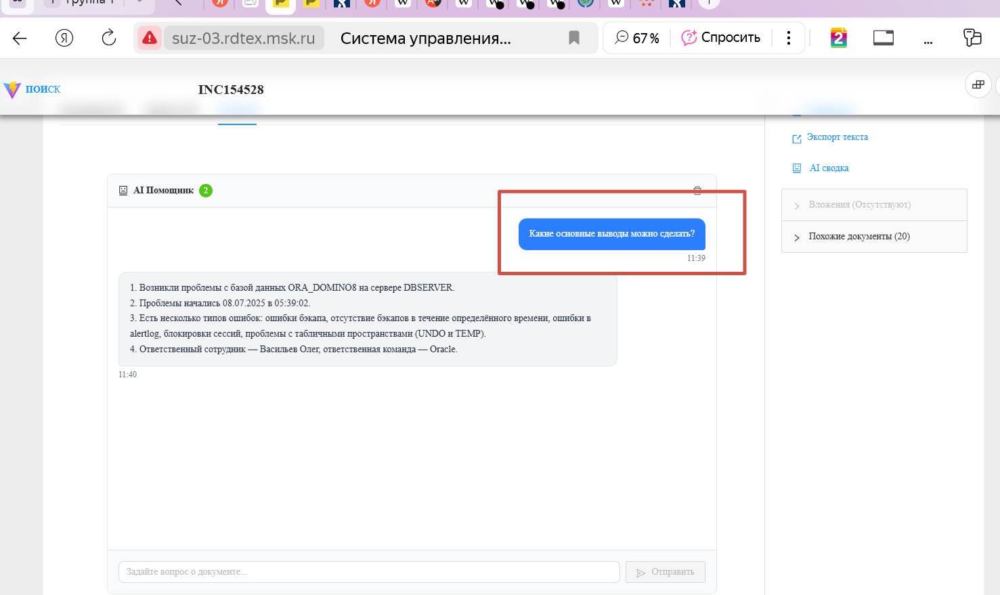 suz-03.rdtex.msk.ru
Система управления...
67 %
Спросить
...
ПОИСК
INC154528
Экспорт текста
AI сводка
Вложения (Отсутствуют)
Похожие документы (20)
AI Помощник 2
Какие основные выводы можно сделать?
11:39
1. Возникли проблемы с базой данных ORA_DOMINO8 на сервере DBSERVER.
2. Проблемы начались 08.07.2025 в 05:39:02.
3. Есть несколько типов ошибок: ошибки бэкапа, отсутствие бэкапов в течение определённого времени, ошибки в
alertlog, блокировки сессий, проблемы с табличными пространствами (UNDO и TEMP).
4. Ответственный сотрудник — Васильев Олег, ответственная команда — Oracle.
11:40
Задайте вопрос о документе...
Отправить